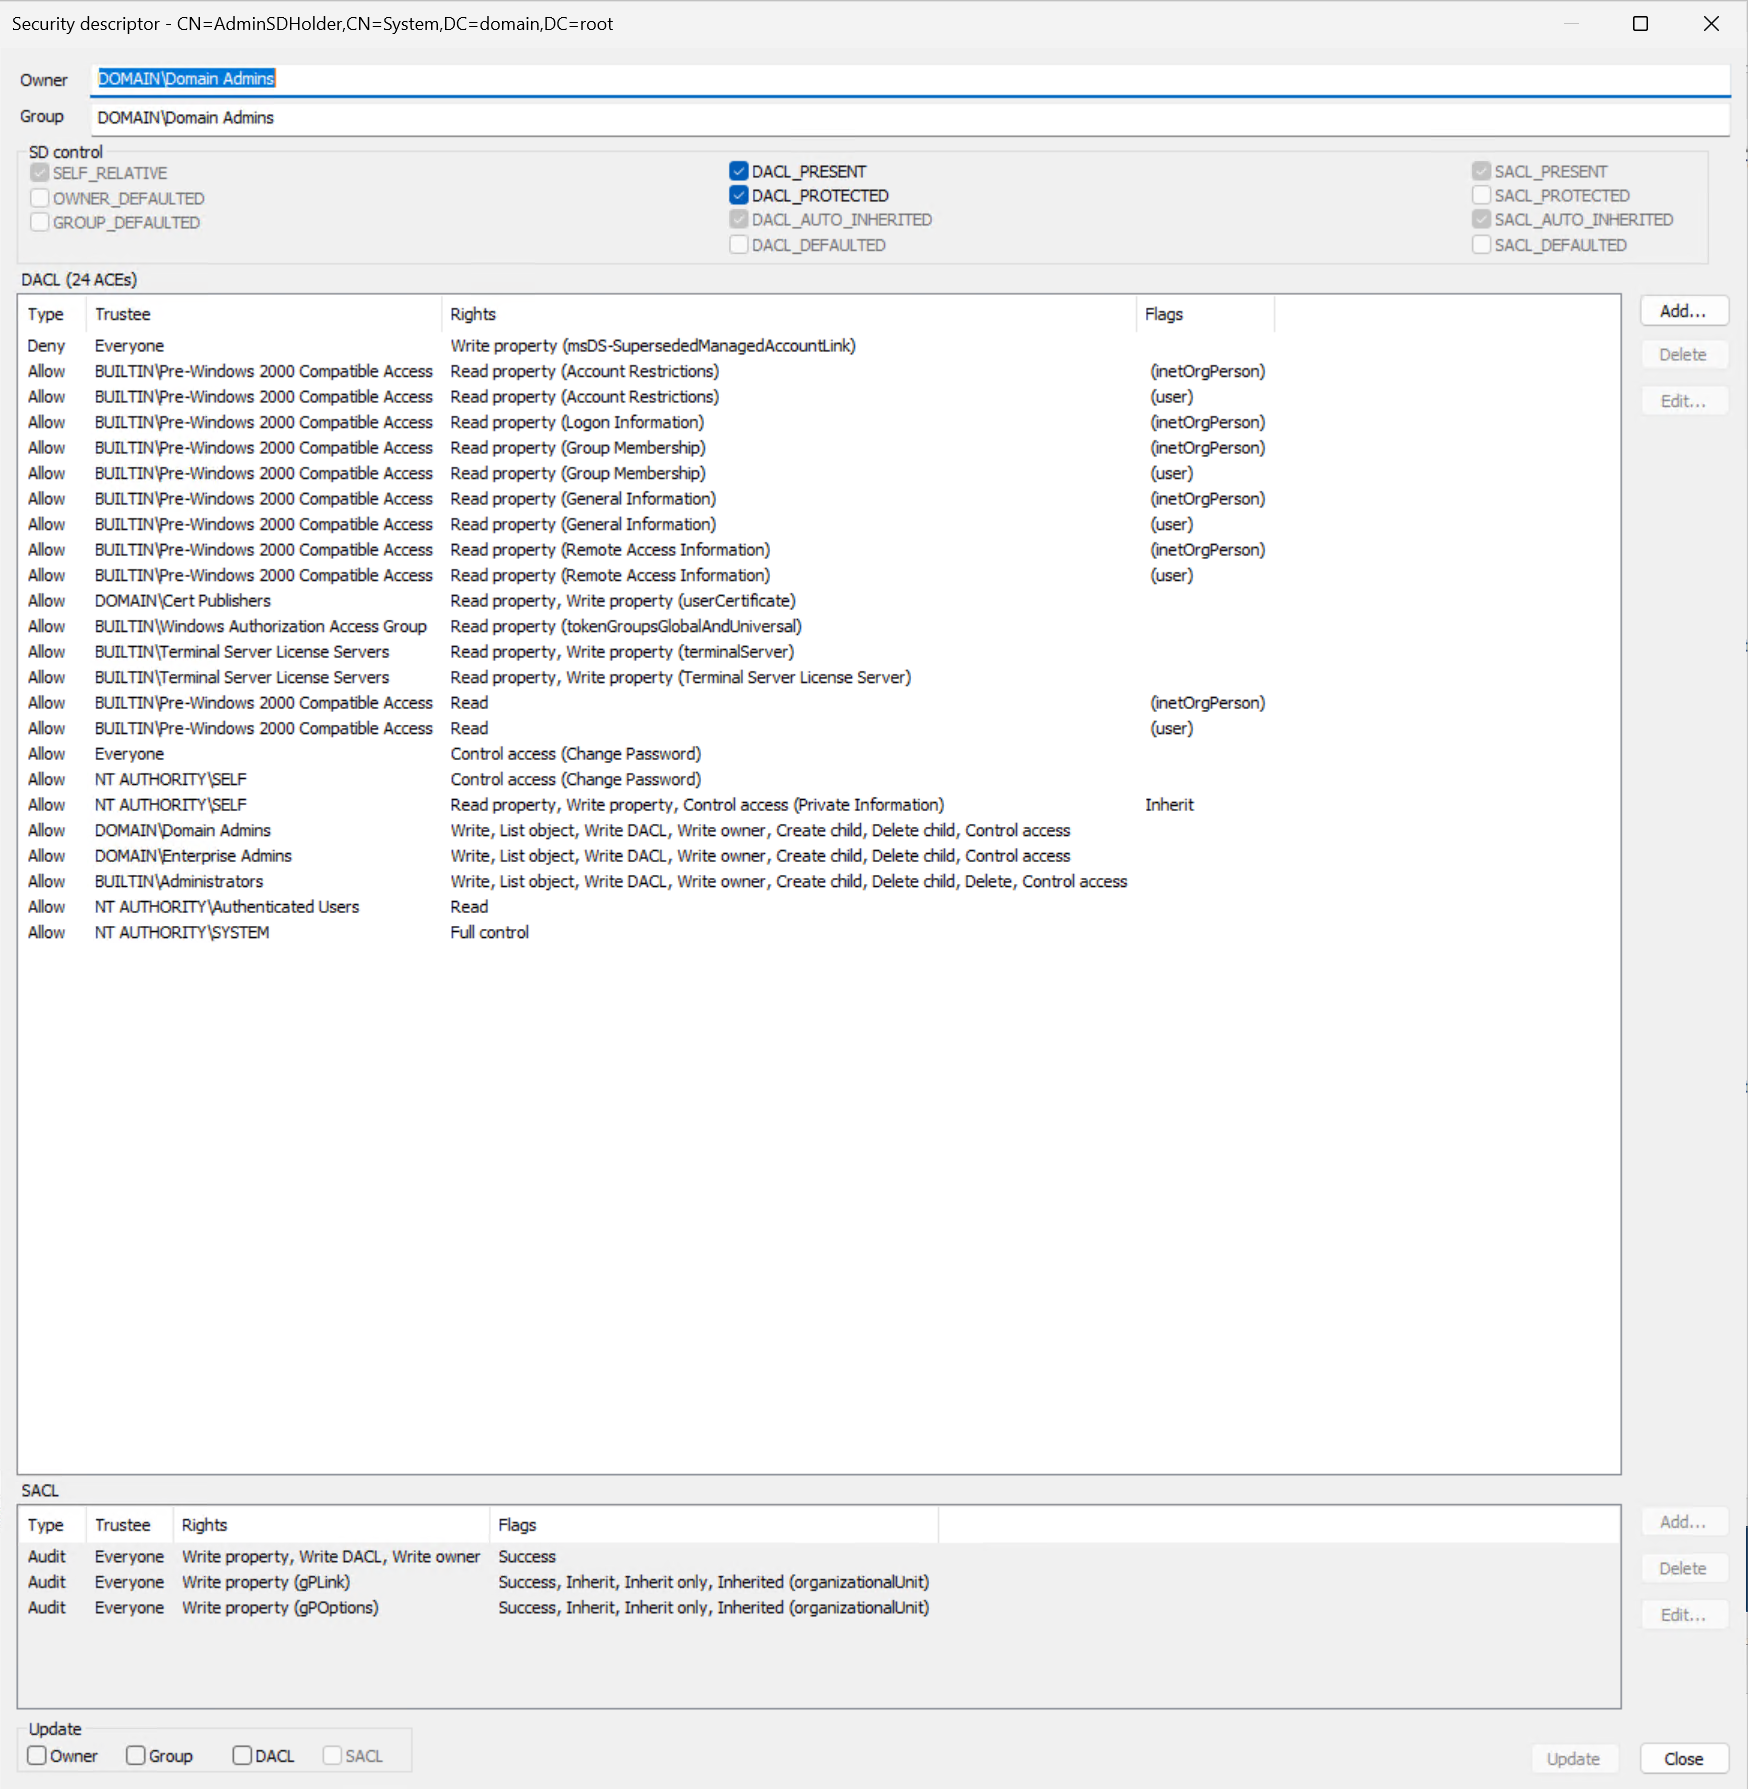 Security descriptor - CN=AdminSDHolder,CN=System,DC=domain,DC=root
Owner DOMAIN\Domain Admins
Group DOMAIN\Domain Admins
SD control
SELF_RELATIVE DACL_PRESENT SACL_PRESENT
OWNER_DEFAULTED DACL_PROTECTED SACL_PROTECTED
GROUP_DEFAULTED DACL_AUTO_INHERITED SACL_AUTO_INHERITED
DACL_DEFAULTED SACL_DEFAULTED
DACL (24 ACEs)
Type Trustee Rights Flags Add...
Deny Everyone Write property (msDS-SupersededManagedAccountLink) Delete
Allow BUILTIN\Pre-Windows 2000 Compatible Access Read property (Account Restrictions) (inetOrgPerson)
Allow BUILTIN\Pre-Windows 2000 Compatible Access Read property (Account Restrictions) (user) Edit...
Allow BUILTIN\Pre-Windows 2000 Compatible Access Read property (Logon Information) (inetOrgPerson)
Allow BUILTIN\Pre-Windows 2000 Compatible Access Read property (Group Membership) (inetOrgPerson)
Allow BUILTIN\Pre-Windows 2000 Compatible Access Read property (Group Membership) (user)
Allow BUILTIN\Pre-Windows 2000 Compatible Access Read property (General Information) (inetOrgPerson)
Allow BUILTIN\Pre-Windows 2000 Compatible Access Read property (General Information) (user)
Allow BUILTIN\Pre-Windows 2000 Compatible Access Read property (Remote Access Information) (inetOrgPerson)
Allow BUILTIN\Pre-Windows 2000 Compatible Access Read property (Remote Access Information) (user)
Allow DOMAIN\Cert Publishers Read property, Write property (userCertificate)
Allow BUILTIN\Windows Authorization Access Group Read property (tokenGroupsGlobalAndUniversal)
Allow BUILTIN\Terminal Server License Servers Read property, Write property (terminalServer)
Allow BUILTIN\Terminal Server License Servers Read property, Write property (Terminal Server License Server)
Allow BUILTIN\Pre-Windows 2000 Compatible Access Read (inetOrgPerson)
Allow BUILTIN\Pre-Windows 2000 Compatible Access Read (user)
Allow Everyone Control access (Change Password)
Allow NT AUTHORITY\SELF Control access (Change Password)
Allow NT AUTHORITY\SELF Read property, Write property, Control access (Private Information) Inherit
Allow DOMAIN\Domain Admins Write, List object, Write DACL, Write owner, Create child, Delete child, Control access
Allow DOMAIN\Enterprise Admins Write, List object, Write DACL, Write owner, Create child, Delete child, Control access
Allow BUILTIN\Administrators Write, List object, Write DACL, Write owner, Create child, Delete child, Delete, Control access
Allow NT AUTHORITY\Authenticated Users Read
Allow NT AUTHORITY\SYSTEM Full control
SACL
Type Trustee Rights Flags Add...
Audit Everyone Write property, Write DACL, Write owner Success Delete
Audit Everyone Write property (gPLink) Success, Inherit, Inherit only, Inherited (organizationalUnit)
Audit Everyone Write property (gPOptions) Success, Inherit, Inherit only, Inherited (organizationalUnit) Edit...
Update
Owner Group DACL SACL Update Close